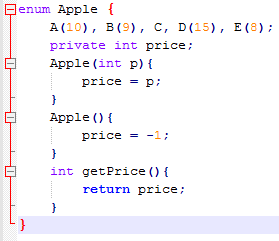 enum Apple {
    A(10), B(9), C, D(15), E(8);
    private int price;
    Apple(int p){
        price = p;
    }
    Apple(){
        price = -1;
    }
    int getPrice(){
        return price;
    }
}